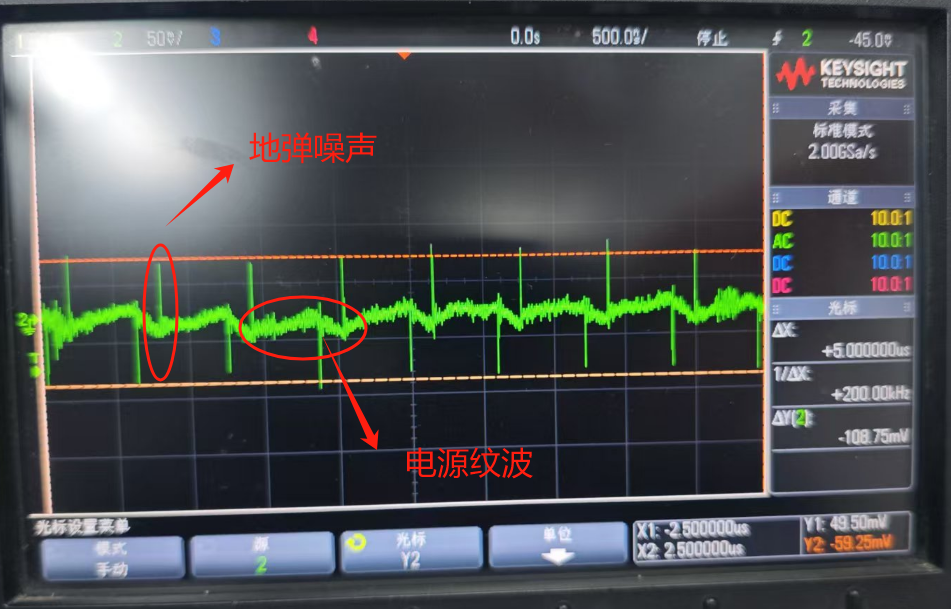 1 2 50㎷/ 3 4 0.0s 500.0㎱/ 停止 2 -45.0㎷
KEYSIGHT
TECHNOLOGIES
采集
标准模式
2.00GSa/s
通道
DC 10.0:1
AC 10.0:1
DC 10.0:1
DC 10.0:1
光标
ΔX:
+5.000000us
1/ΔX:
+200.00kHz
ΔY(2):
-108.75mV
地弹噪声
电源纹波
光标设置菜单
模式
手动
源
2
光标
Y2
单位
X1: -2.500000us
X2: 2.500000us
Y1: 49.50mV
Y2: -59.25mV